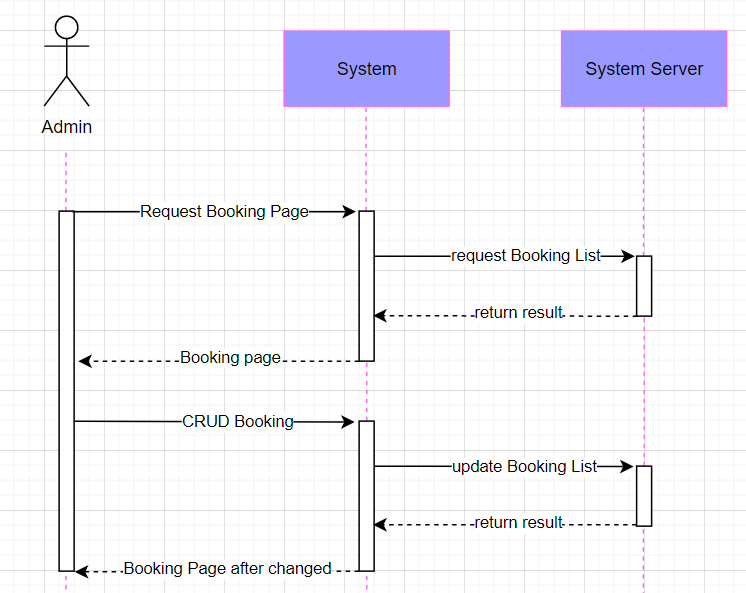 System
System Server
Admin
Request Booking Page
request Booking List
return result
Booking page
CRUD Booking
update Booking List
return result
Booking Page after changed